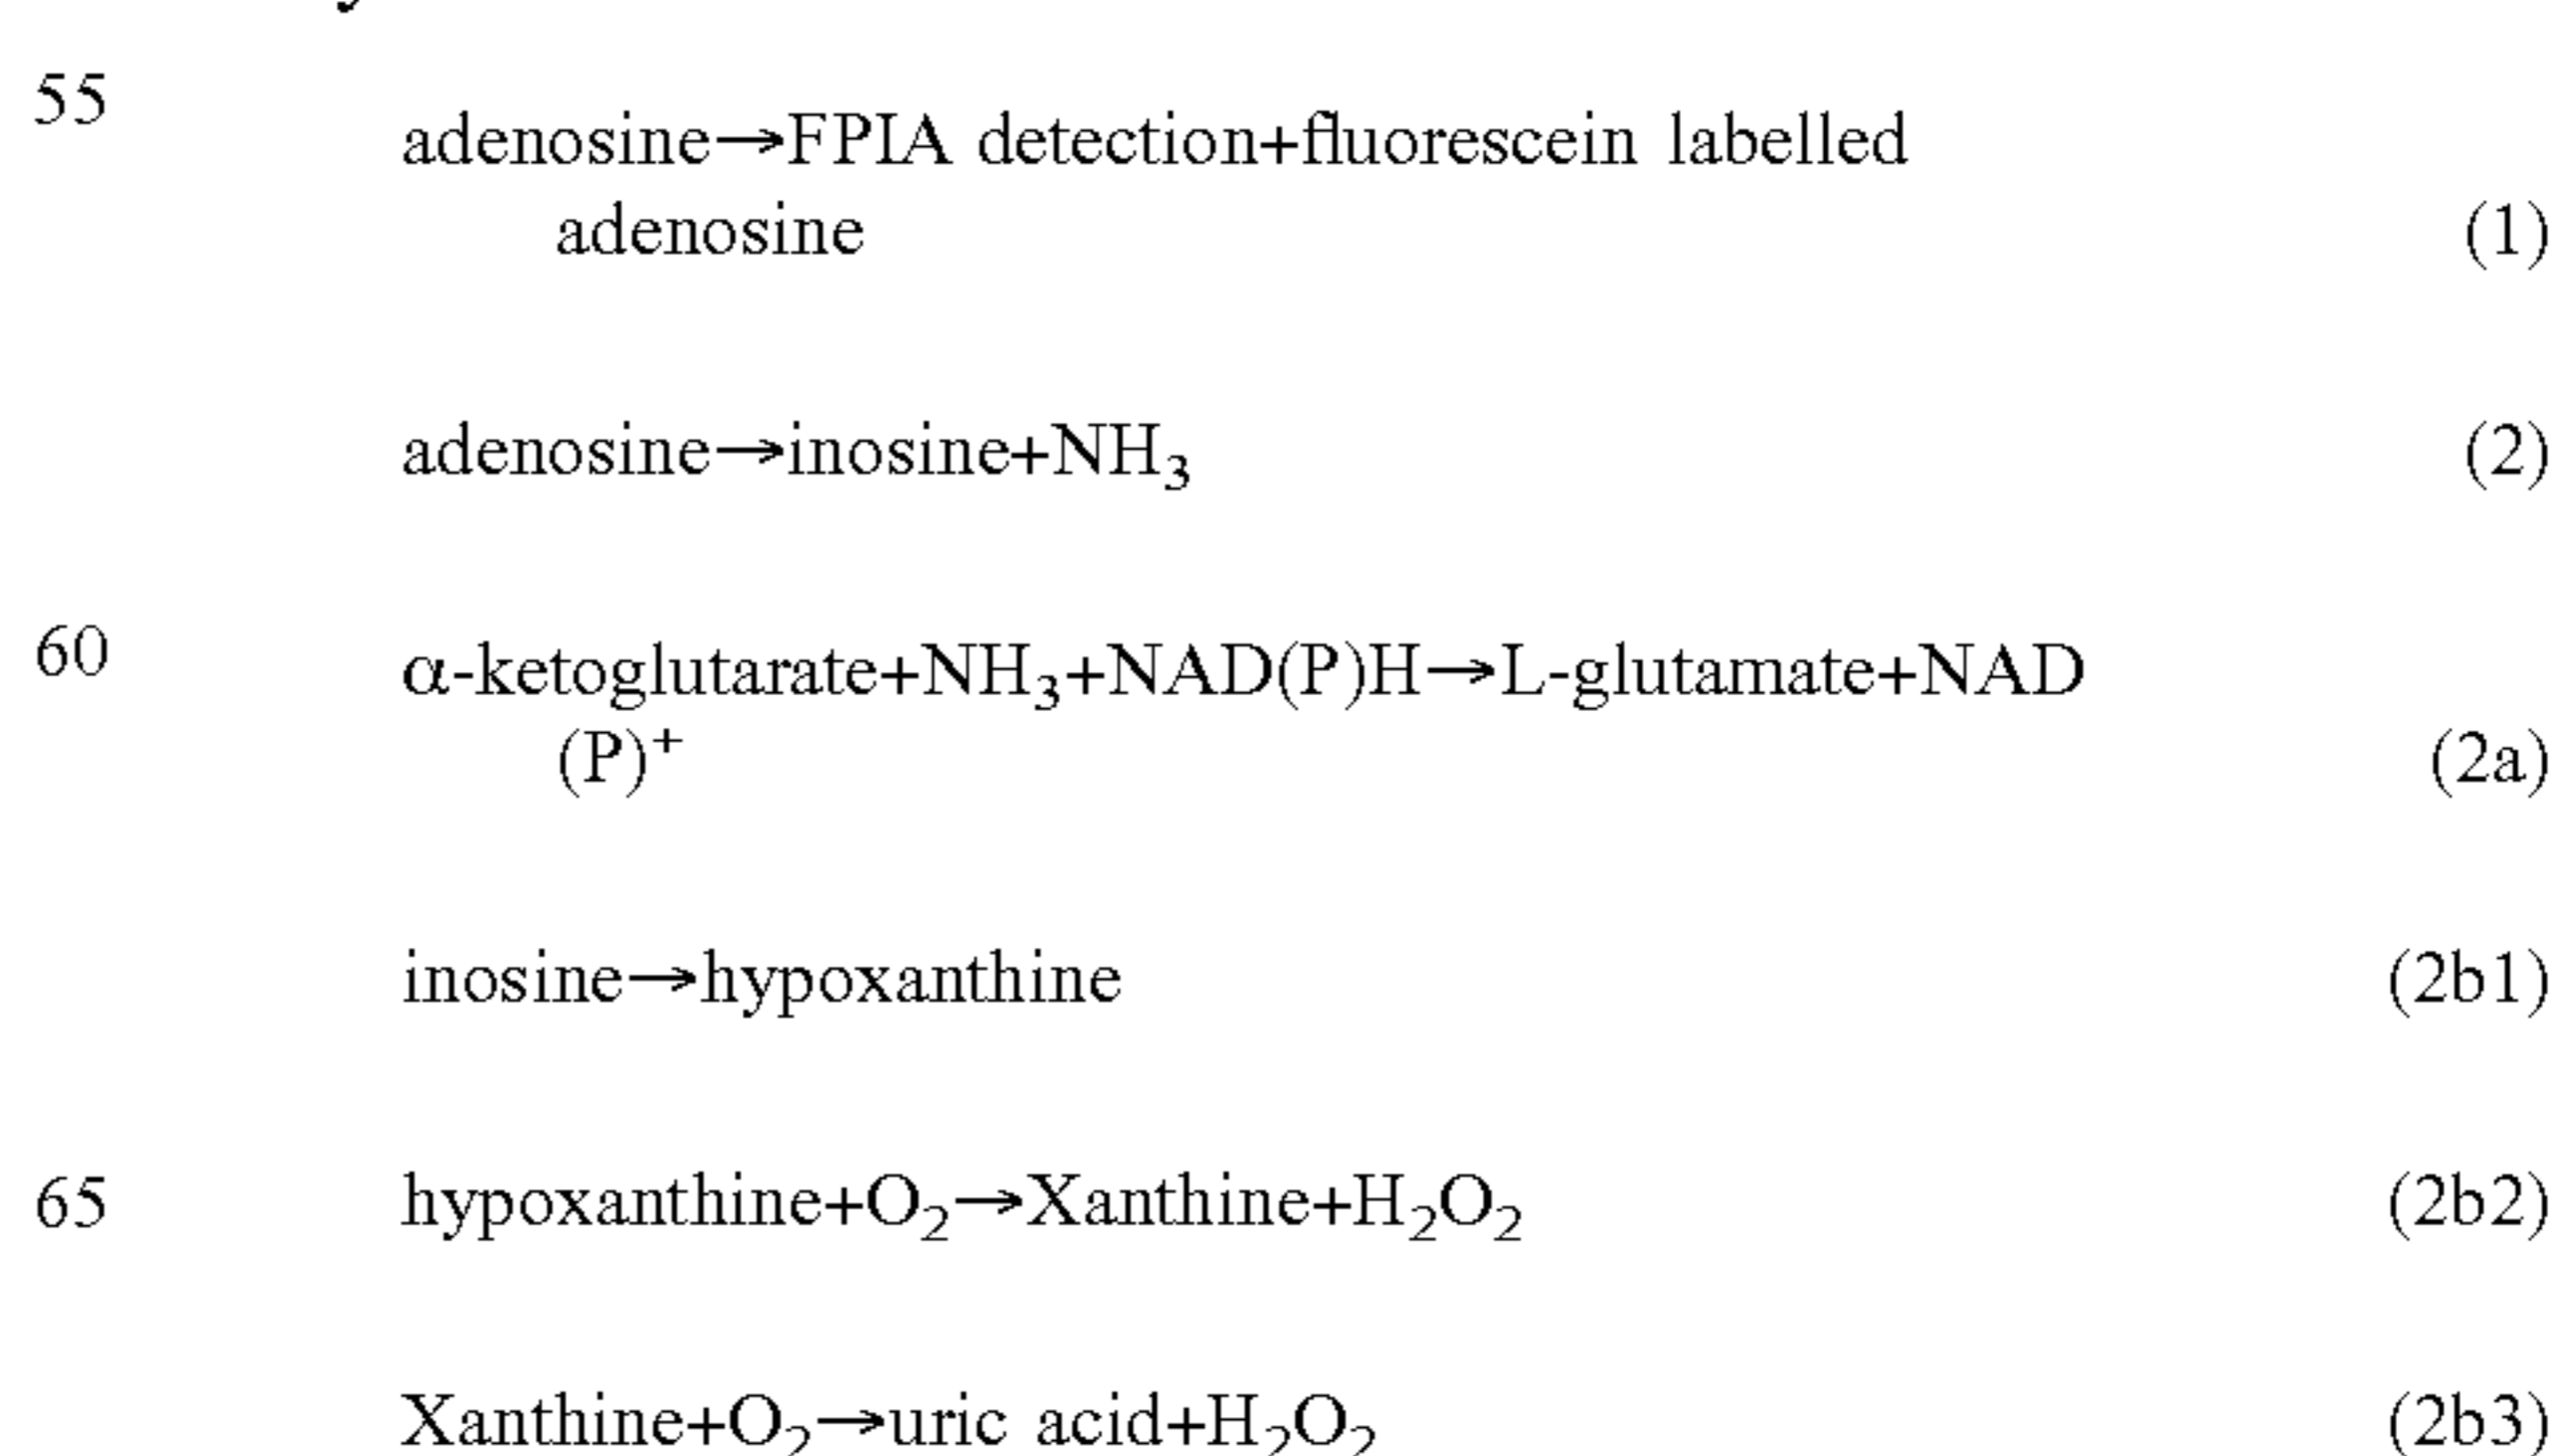 55
adenosine→FPIA detection+fluorescein labelled
adenosine (1)
adenosine→inosine+NH₃ (2)
60
α-ketoglutarate+NH₃+NAD(P)H→L-glutamate+NAD
(P)⁺ (2a)
inosine→hypoxanthine (2b1)
65 hypoxanthine+O₂→Xanthine+H₂O₂ (2b2)
Xanthine+O₂→uric acid+H₂O₂ (2b3)